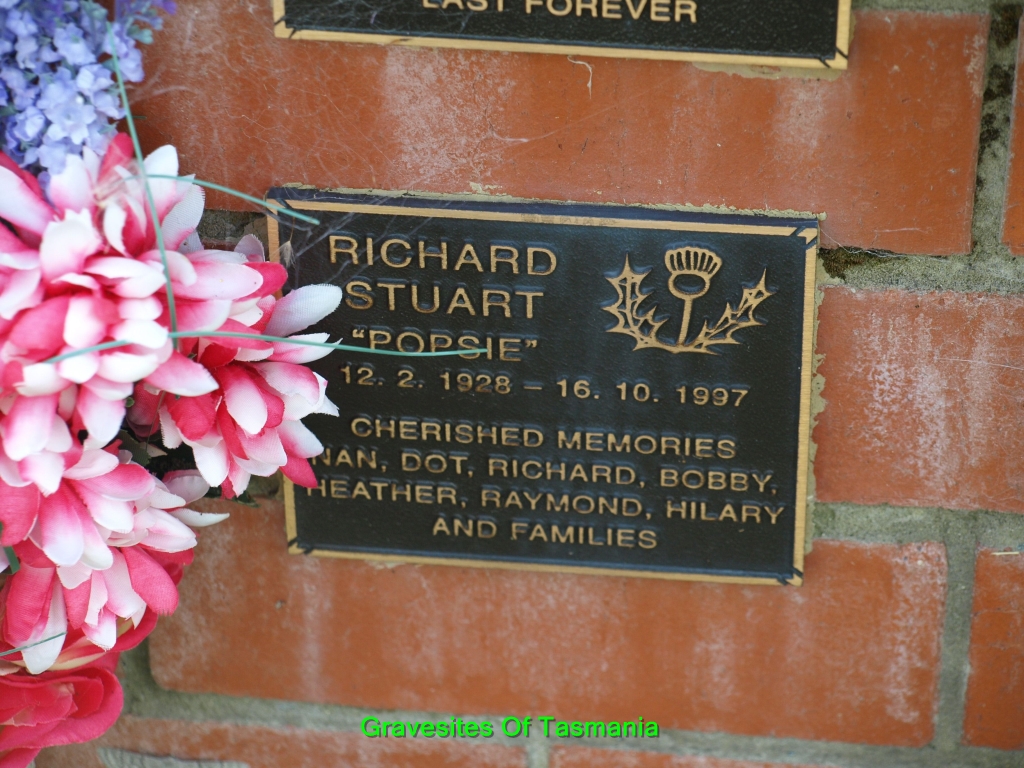 LAST FOREVER
RICHARD
STUART
"POPSIE"
12. 2. 1928 – 16. 10. 1997
CHERISHED MEMORIES
NAN, DOT, RICHARD, BOBBY,
HEATHER, RAYMOND, HILARY
AND FAMILIES
Gravesites Of Tasmania